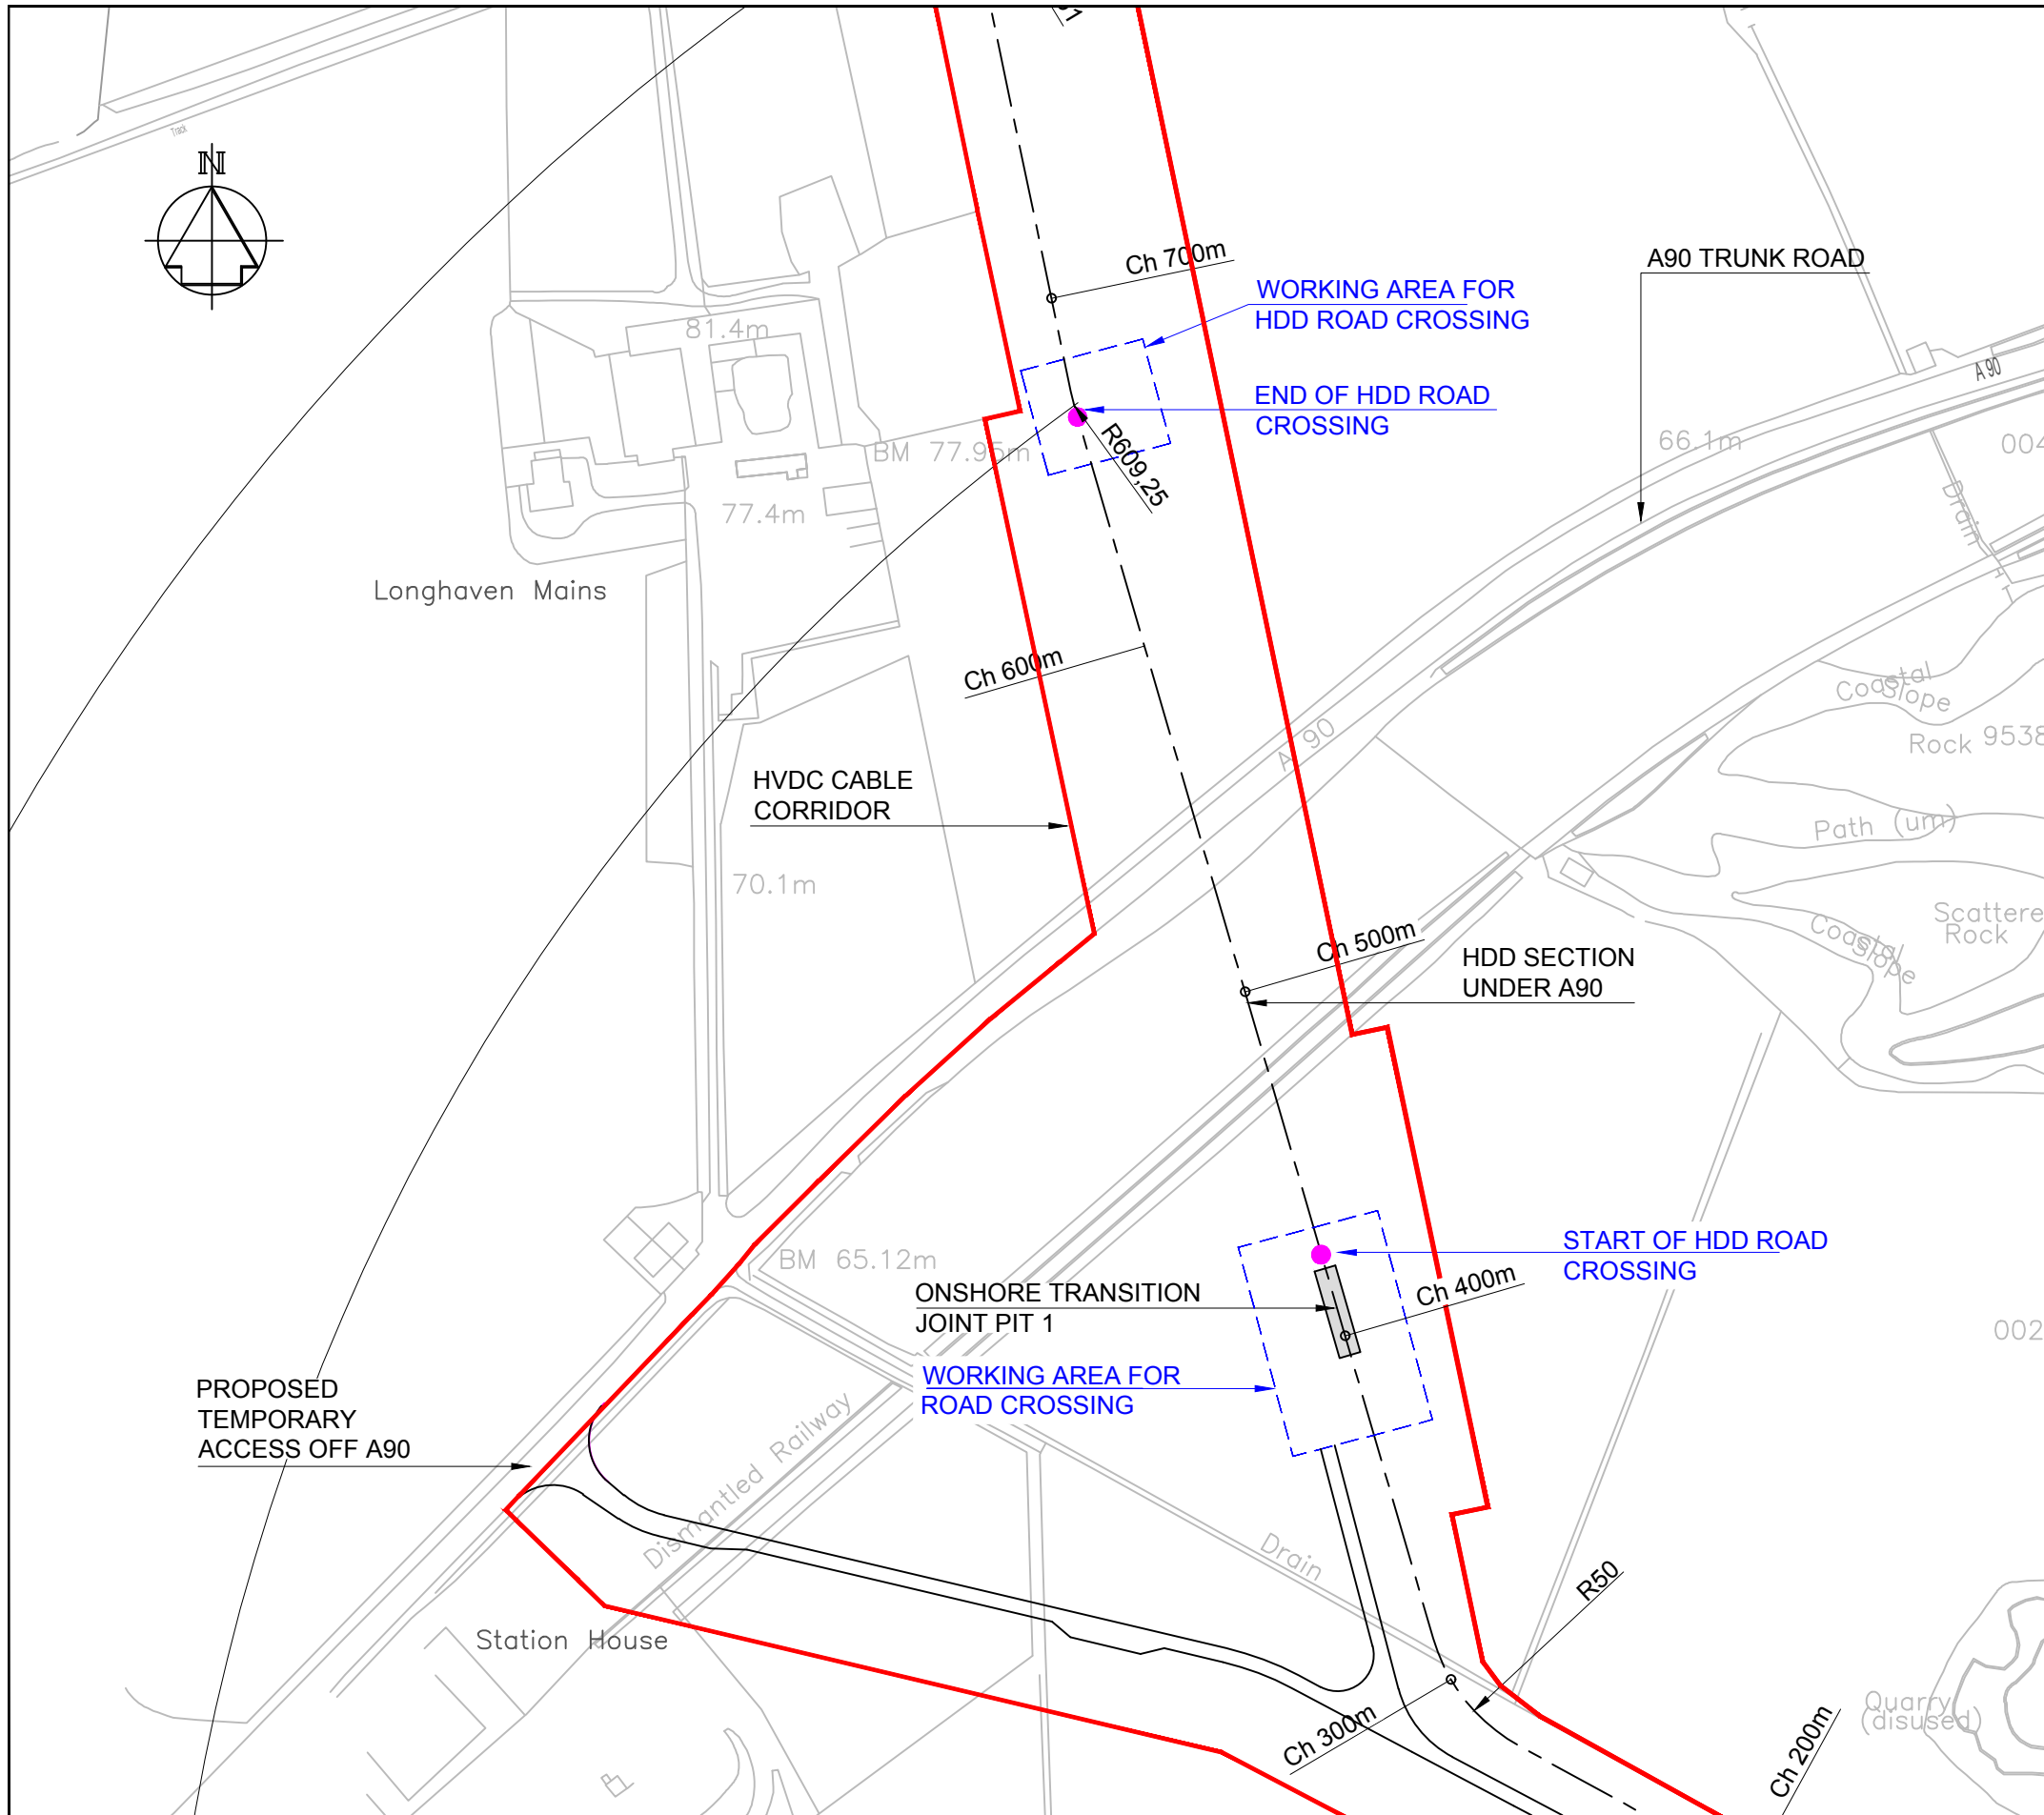 Track
N
81.4m
Ch 700m
WORKING AREA FOR
HDD ROAD CROSSING
A90 TRUNK ROAD
A 90
END OF HDD ROAD
CROSSING
R609,25
BM 77.95m
66.1m
004
77.4m
Drain
Longhaven Mains
Ch 600m
Coastal
Slope
Rock
9538
A 90
HVDC CABLE
CORRIDOR
Path (um)
70.1m
Ch 500m
HDD SECTION
UNDER A90
Coastal
Slope
Scattere
Rock
BM 65.12m
START OF HDD ROAD
CROSSING
ONSHORE TRANSITION
JOINT PIT 1
Ch 400m
002
WORKING AREA FOR
ROAD CROSSING
PROPOSED
TEMPORARY
ACCESS OFF A90
Dismantled Railway
Drain
R50
Station House
Ch 300m
Quarry
(disused)
Ch 200m